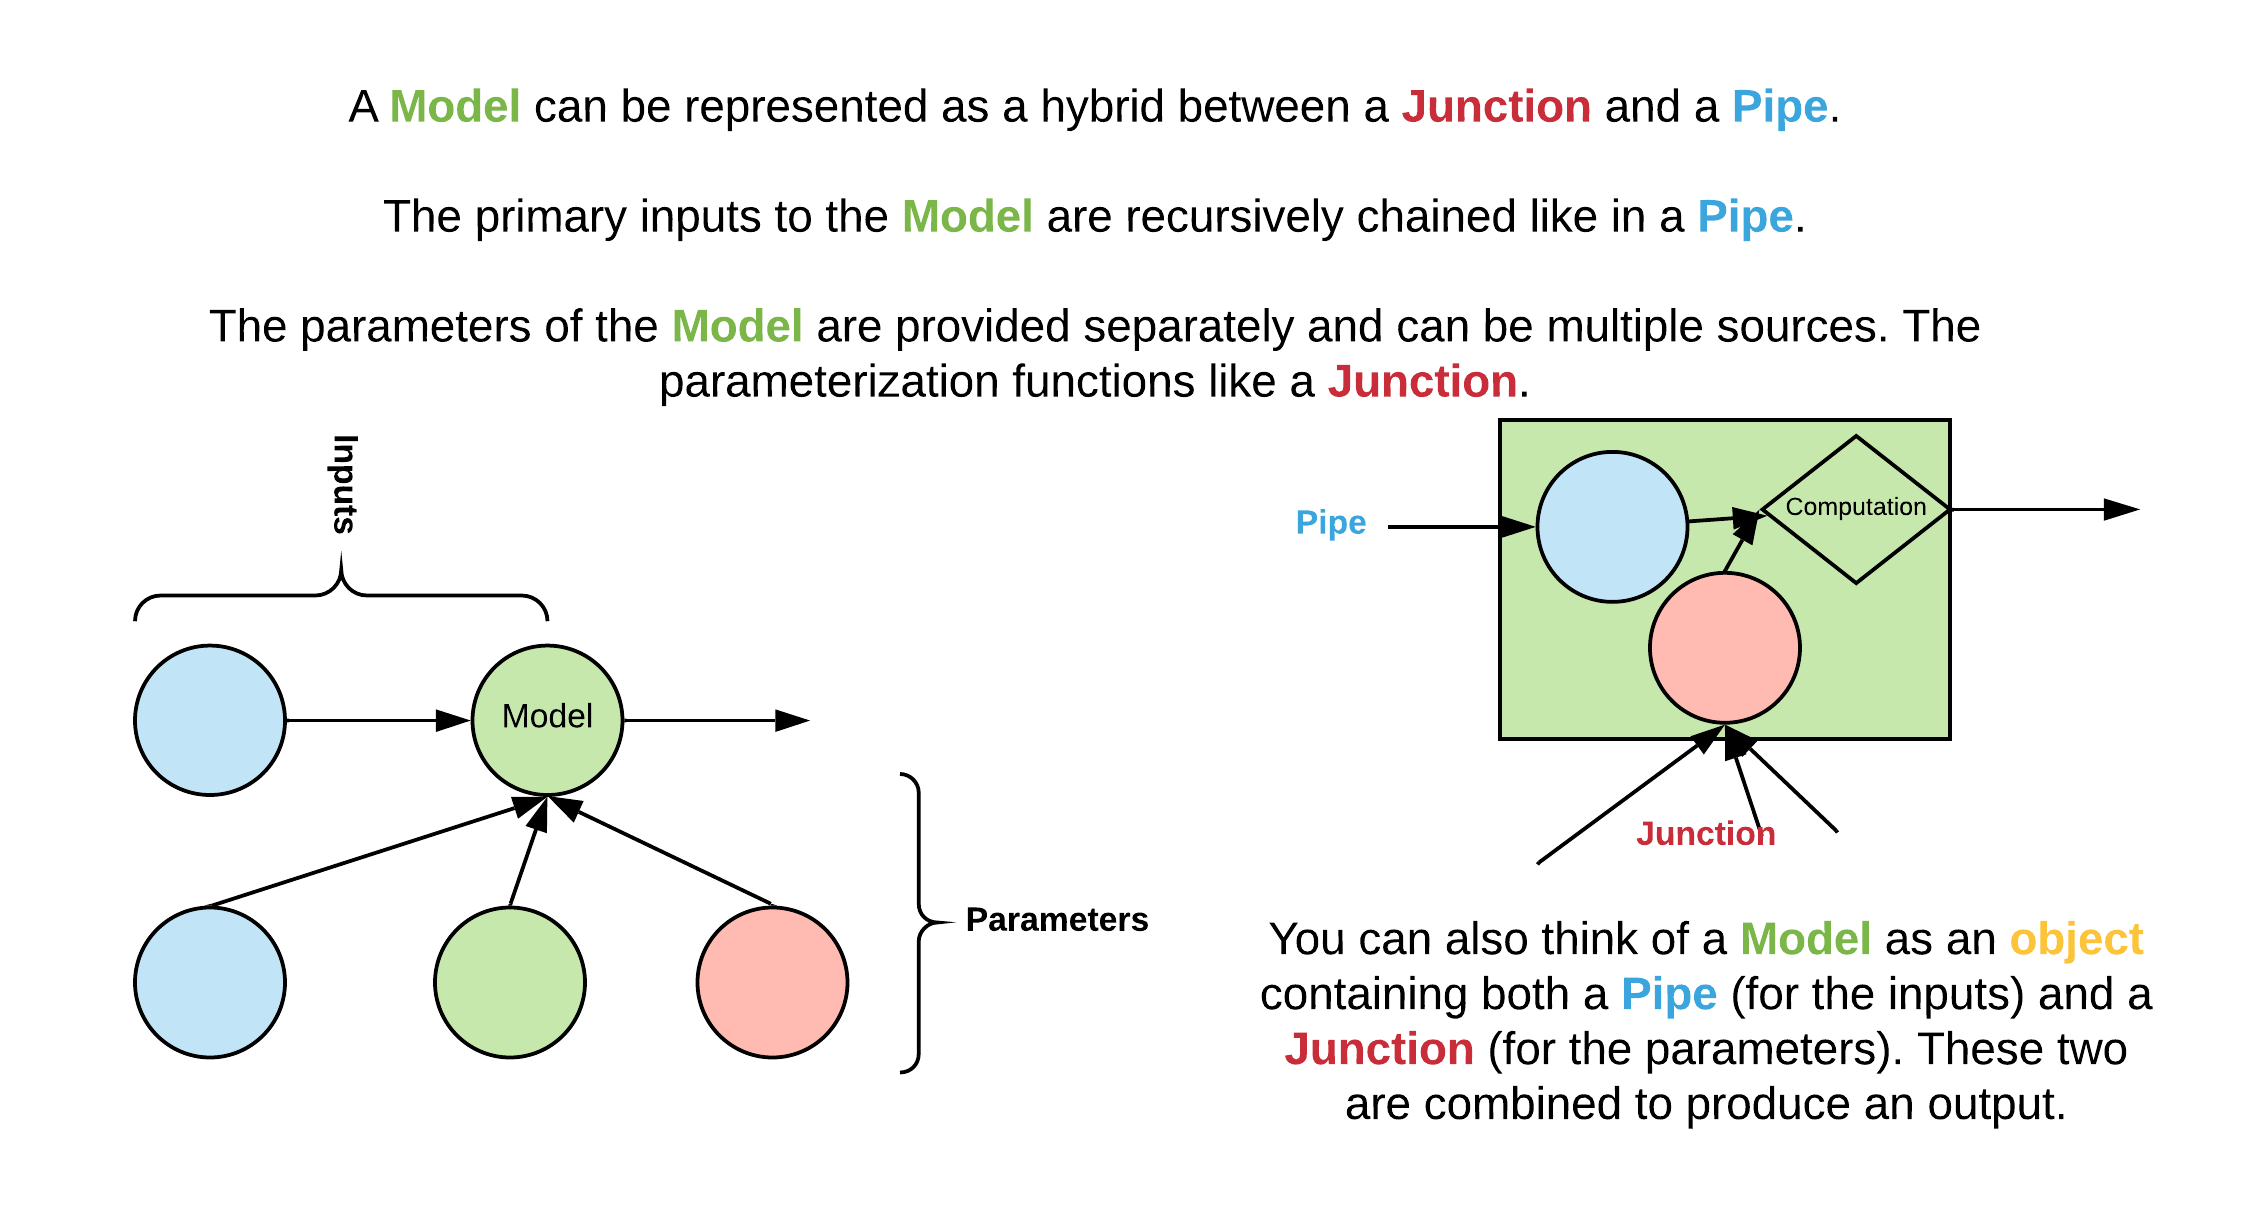 A Model can be represented as a hybrid between a Junction and a Pipe.
The primary inputs to the Model are recursively chained like in a Pipe.
The parameters of the Model are provided separately and can be multiple sources. The
parameterization functions like a Junction.
Inputs
Model
Parameters
Pipe
Computation
Junction
You can also think of a Model as an object
containing both a Pipe (for the inputs) and a
Junction (for the parameters). These two
are combined to produce an output.